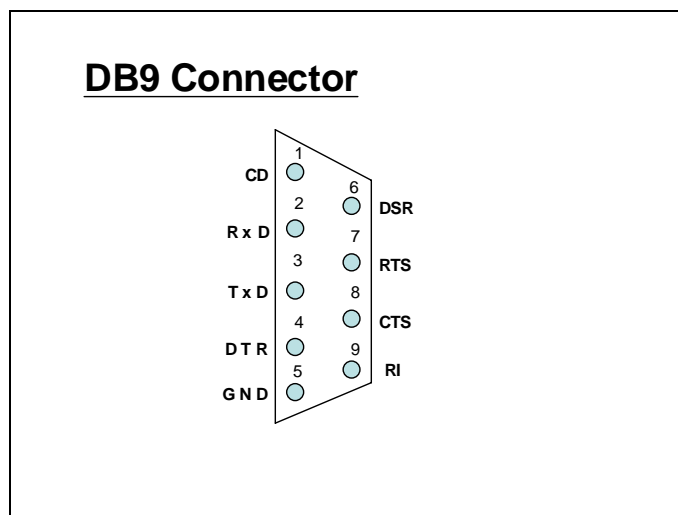 DB9 Connector
1
CD
6
DSR
2
R x D
7
RTS
3
T x D
8
CTS
4
D T R
9
RI
5
G N D